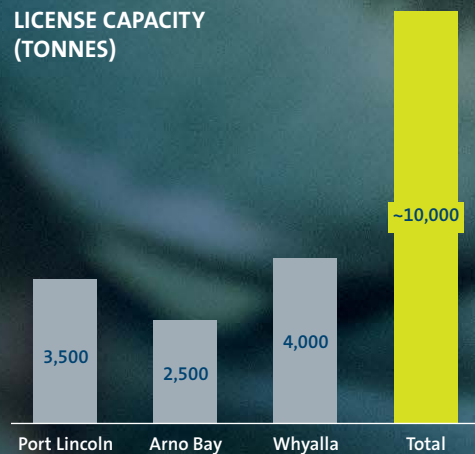 LICENSE CAPACITY
(TONNES)
~10,000
3,500
2,500
4,000
Port Lincoln
Arno Bay
Whyalla
Total